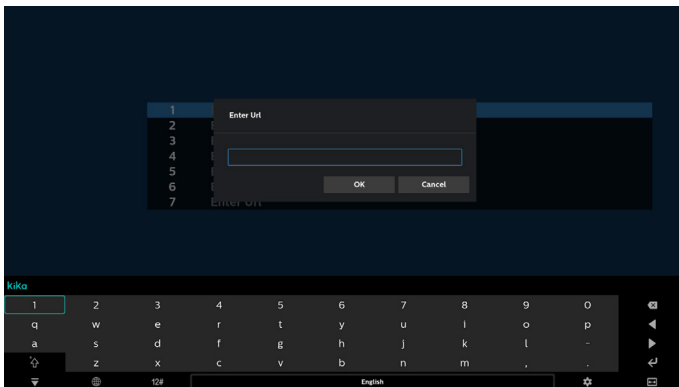 1
Enter Url
2
3
4
5
6
7 Enter Url
OK Cancel
kika
1 2 3 4 5 6 7 8 9 0
q w e r t y u i o p
a s d f g h j k l -
z x c v b n m , .
12# English